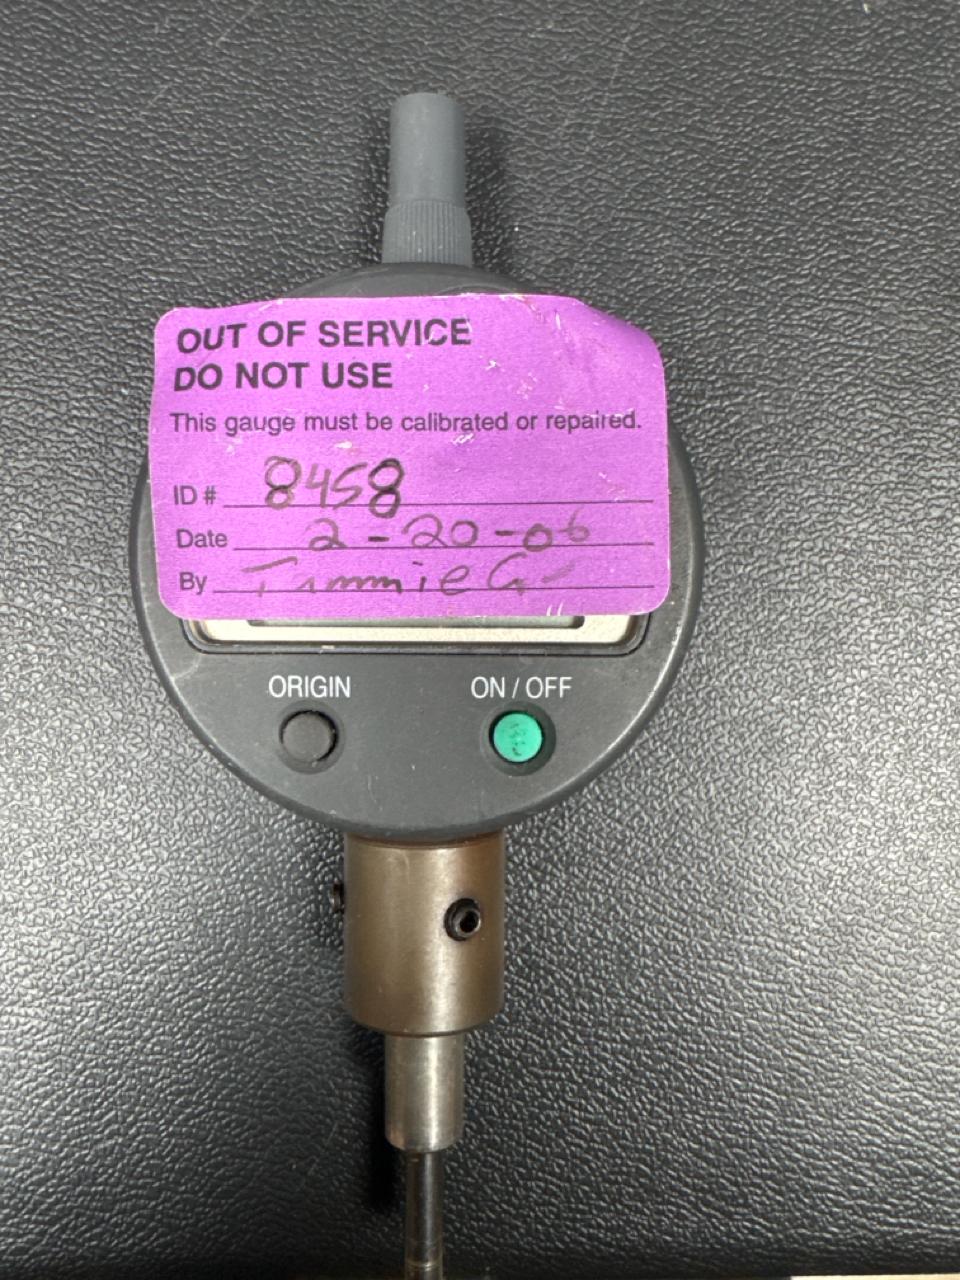 OUT OF SERVICE
DO NOT USE
This gauge must be calibrated or repaired.
ID # 8458
Date 2-20-06
By Timmie G
ORIGIN ON / OFF